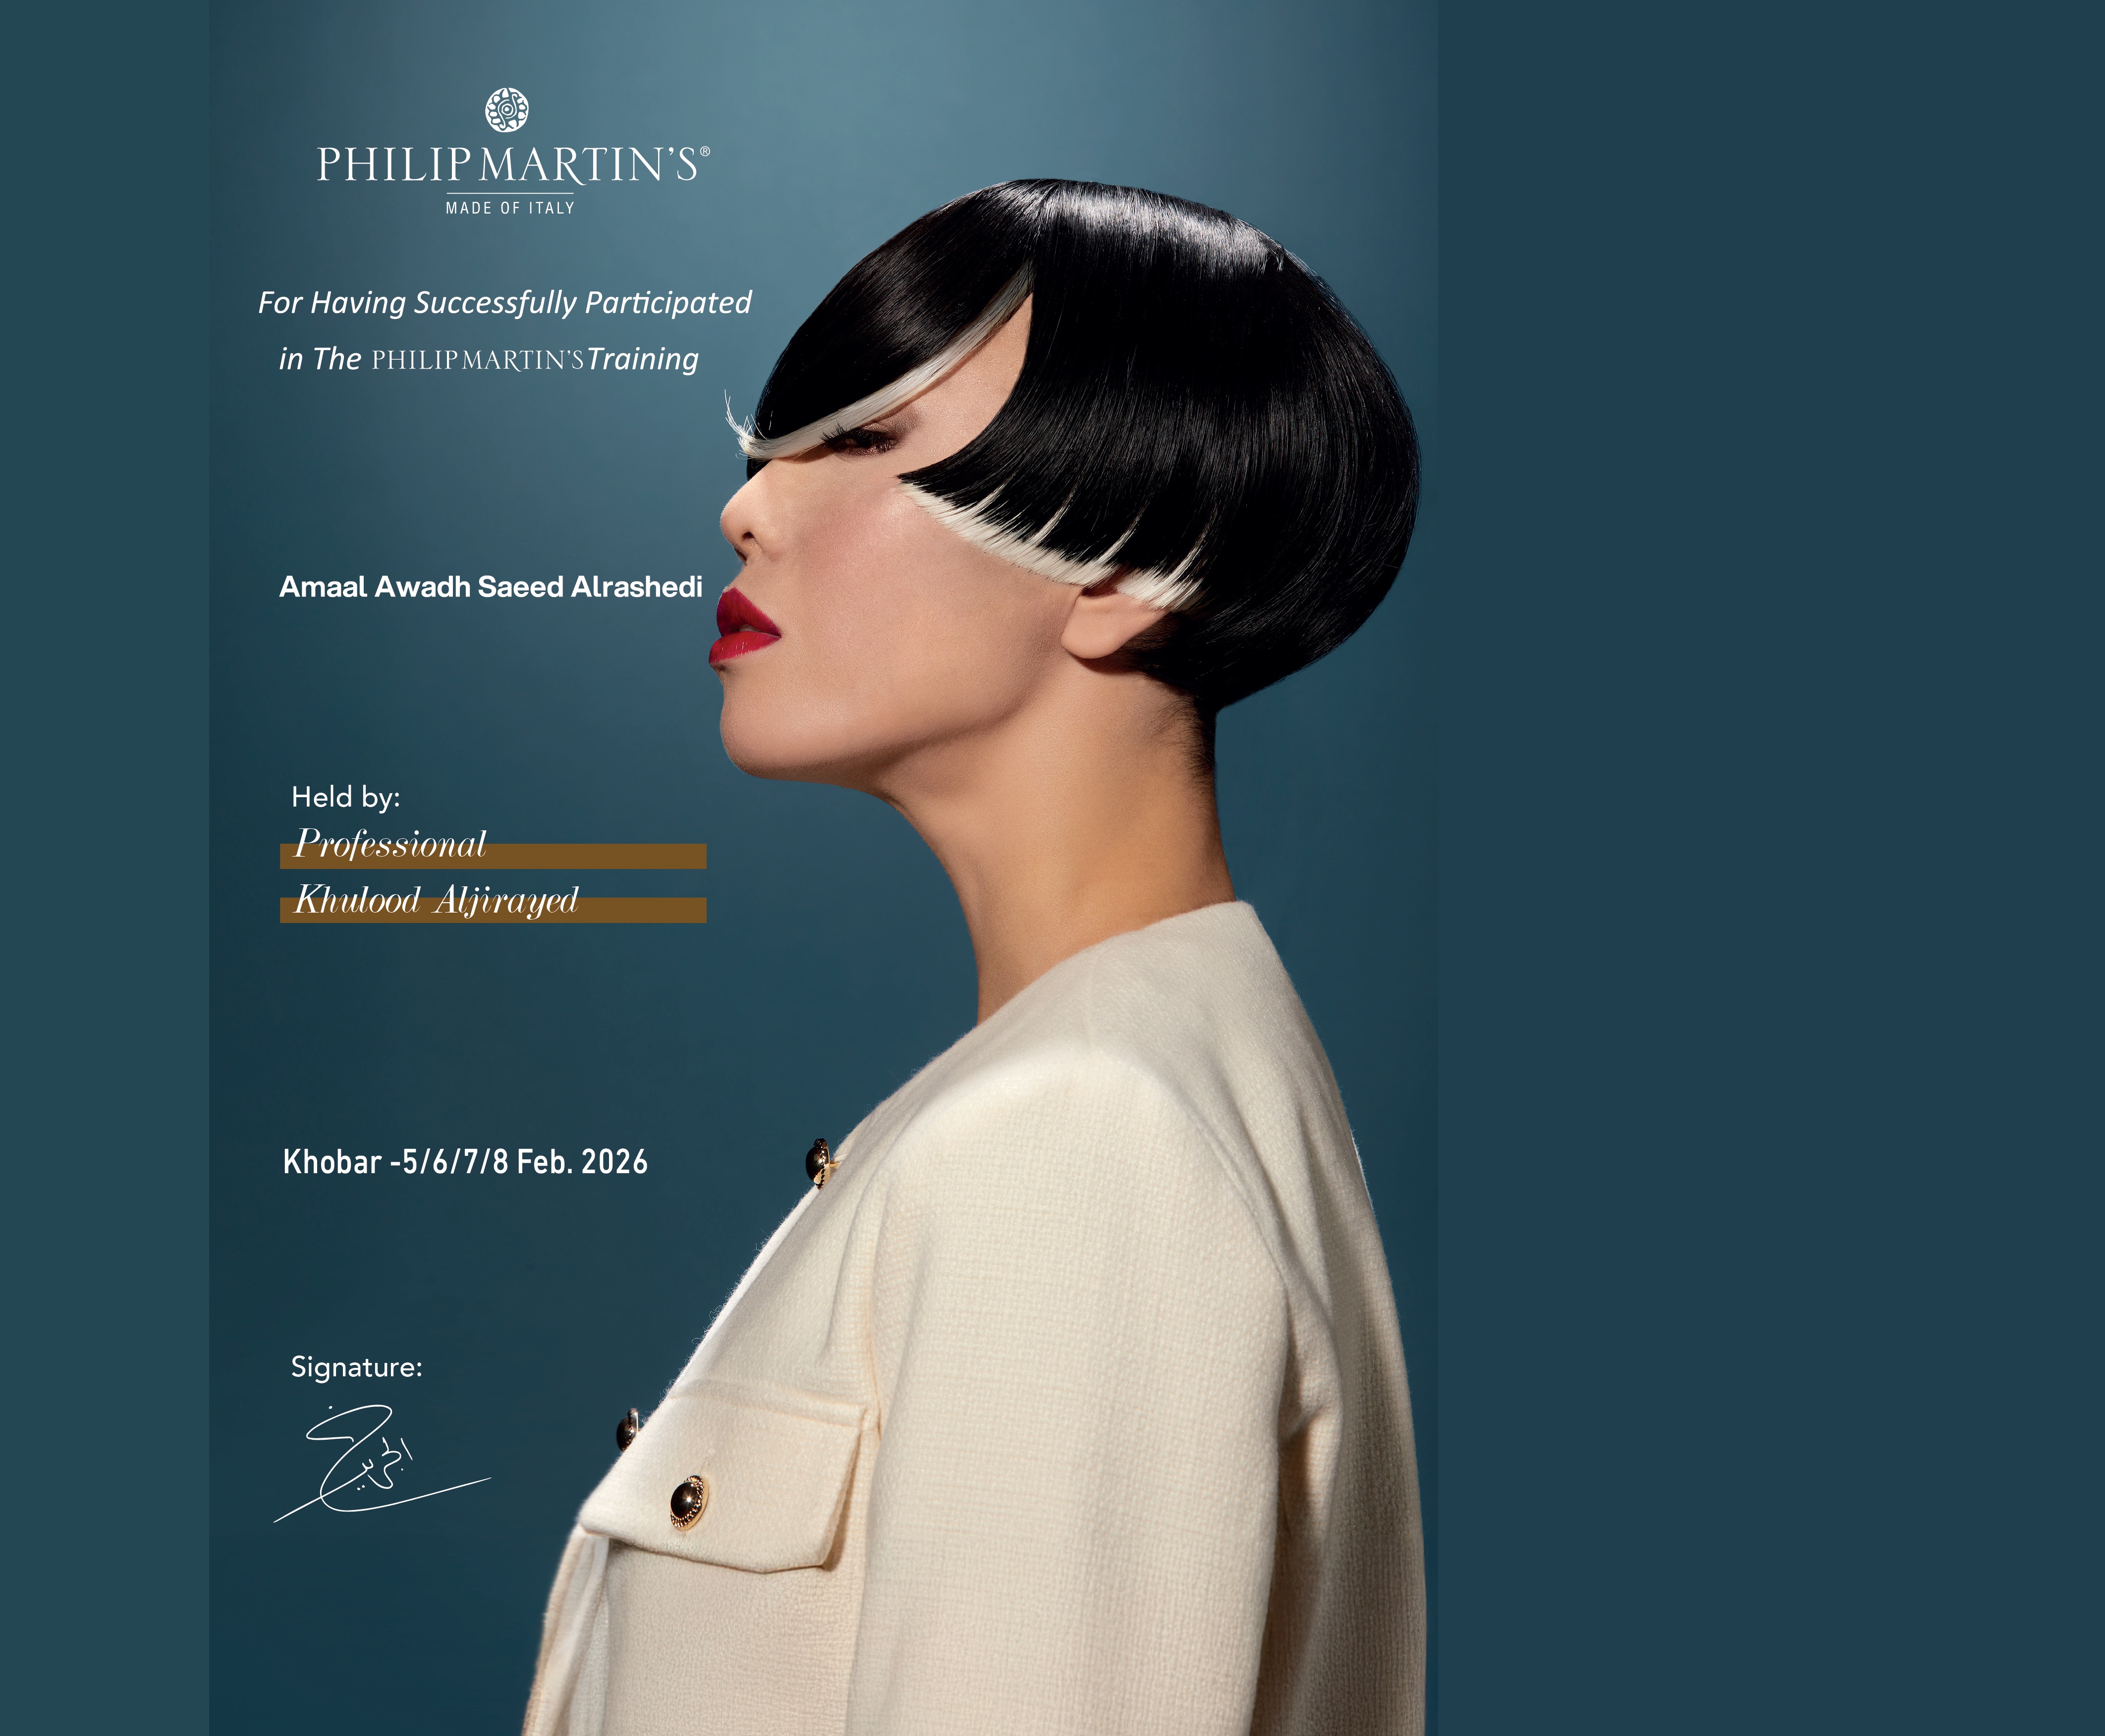 PHILIP MARTIN'S®
MADE OF ITALY
For Having Successfully Participated
in The PHILIP MARTIN'S Training
Amaal Awadh Saeed Alrashedi
Held by:
Professional
Khulood Aljirayed
Khobar -5/6/7/8 Feb. 2026
Signature: